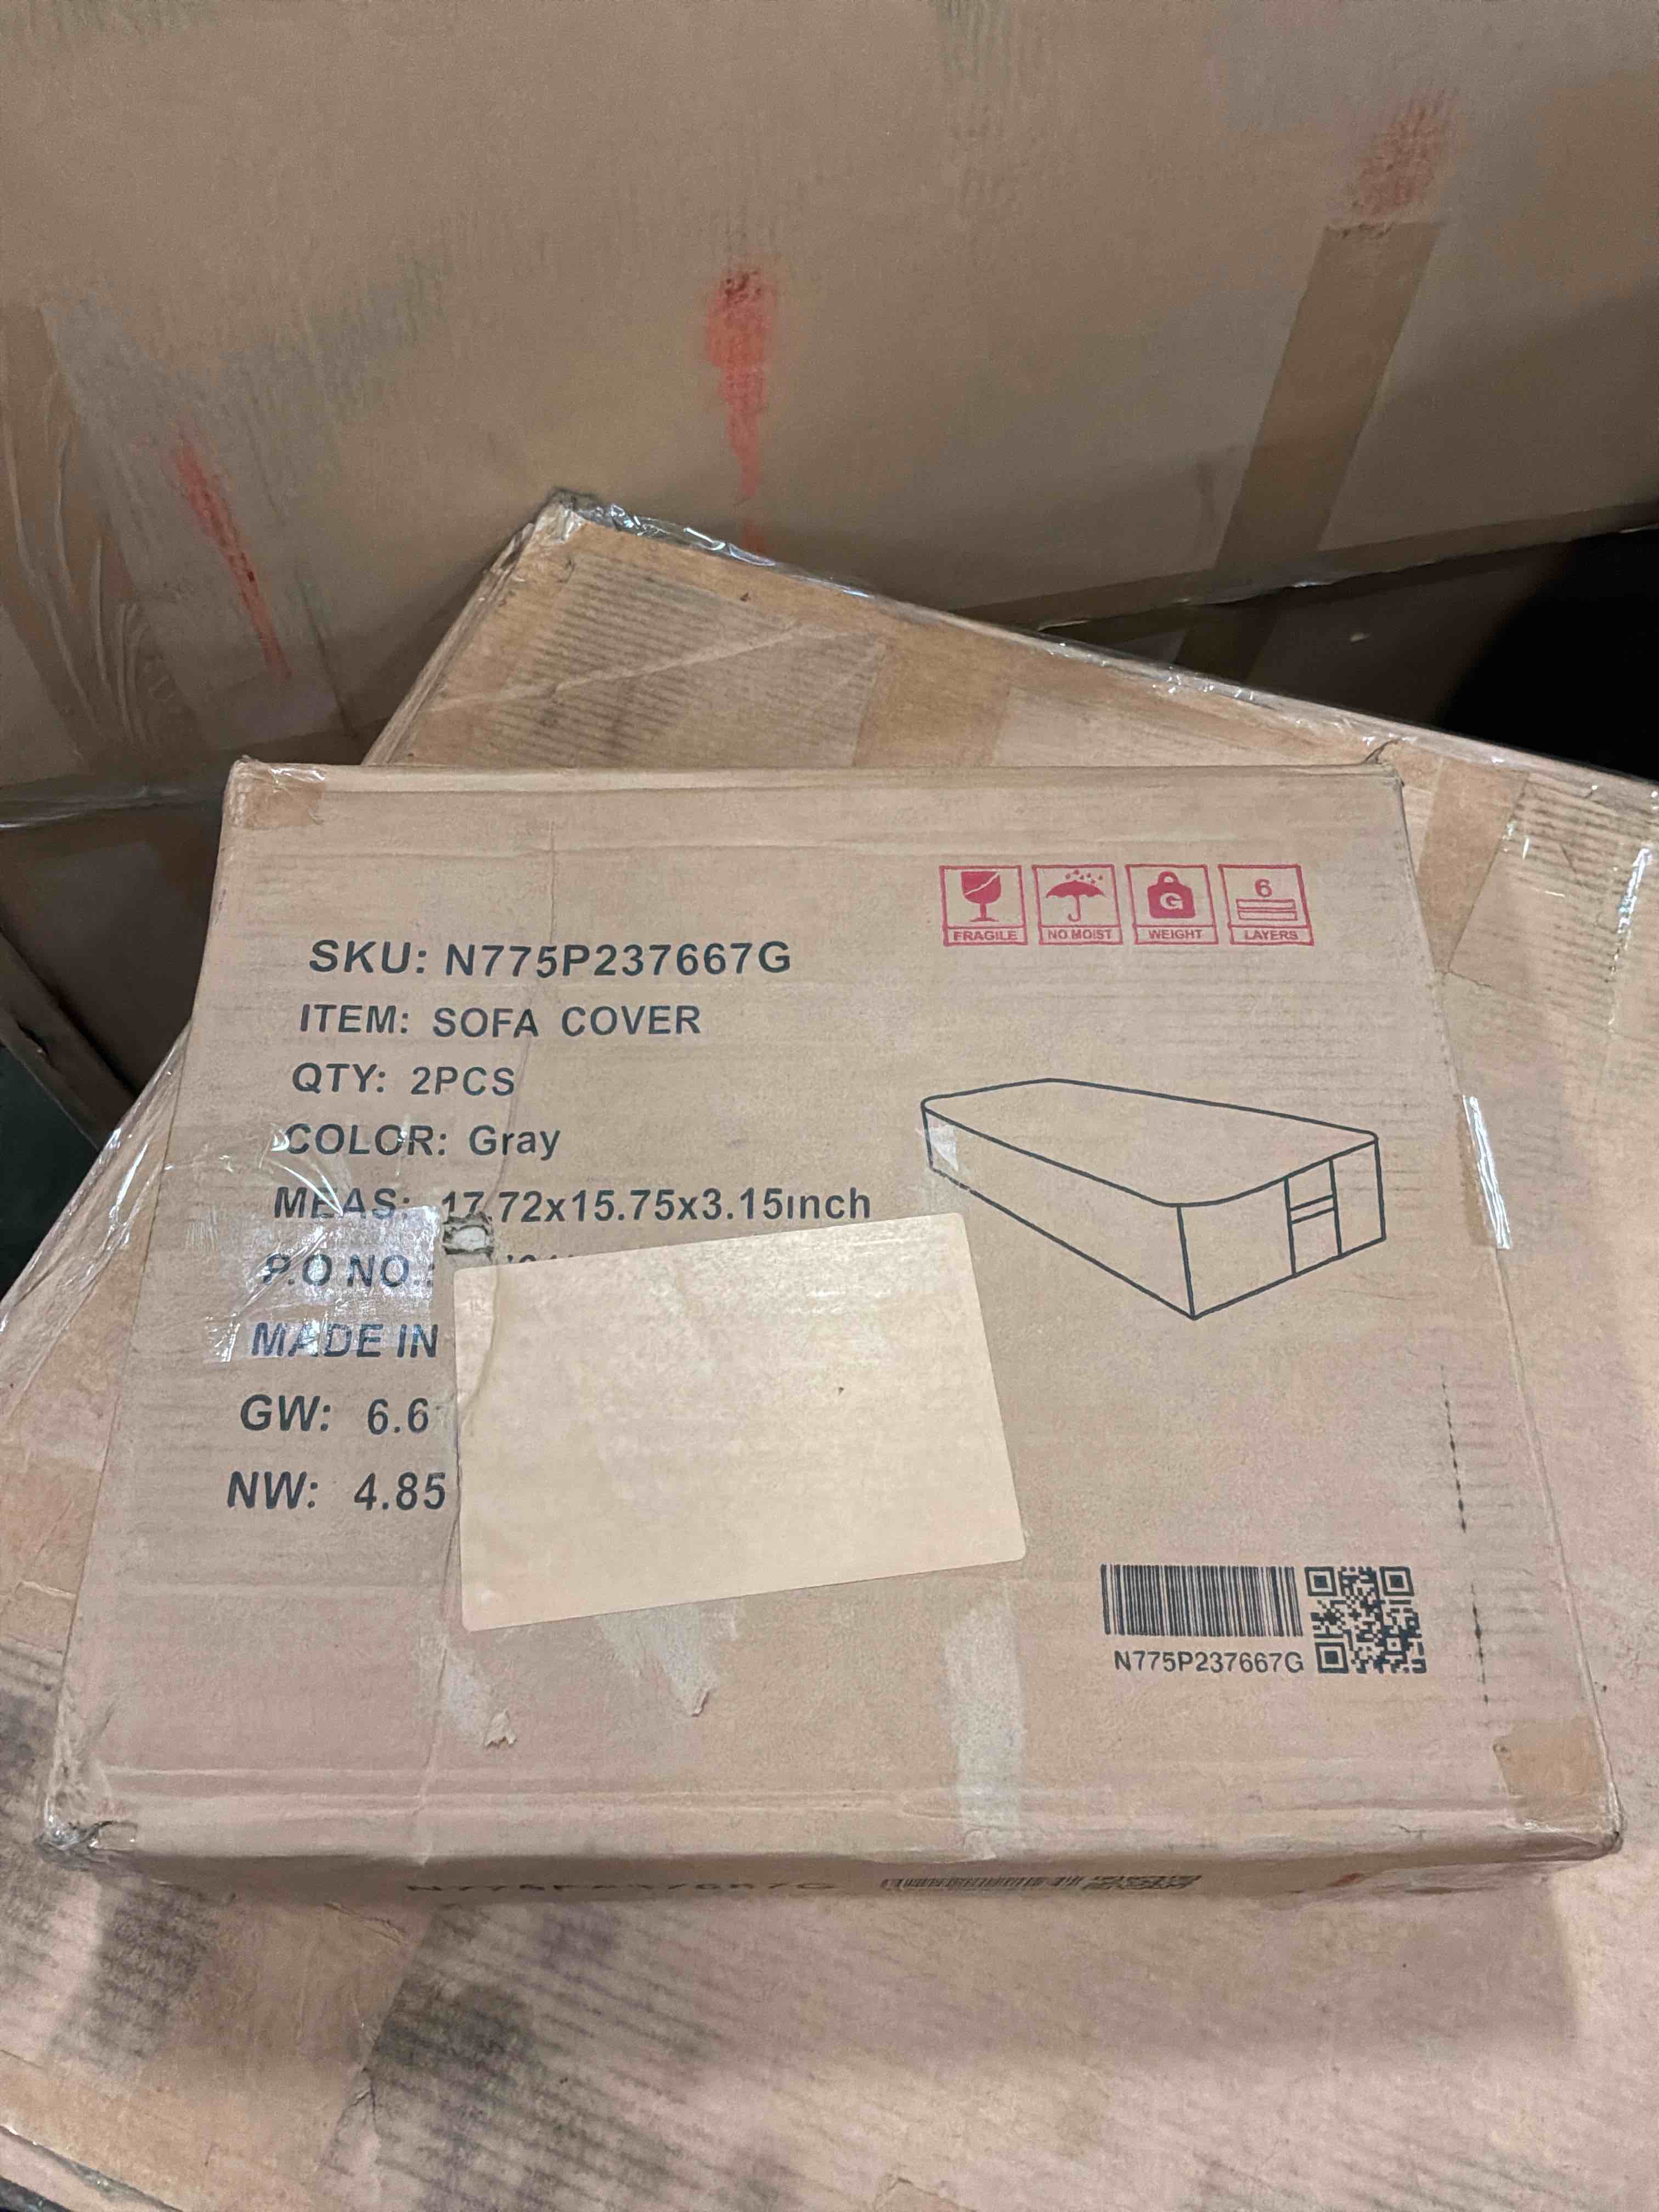 FRAGILE NO MOIST WEIGHT 6 LAYERS
G
SKU: N775P237667G
ITEM: SOFA COVER
QTY: 2PCS
COLOR: Gray
MEAS: 17.72x15.75x3.15inch
P.O NO :
MADE IN
GW: 6.6
NW: 4.85
N775P237667G